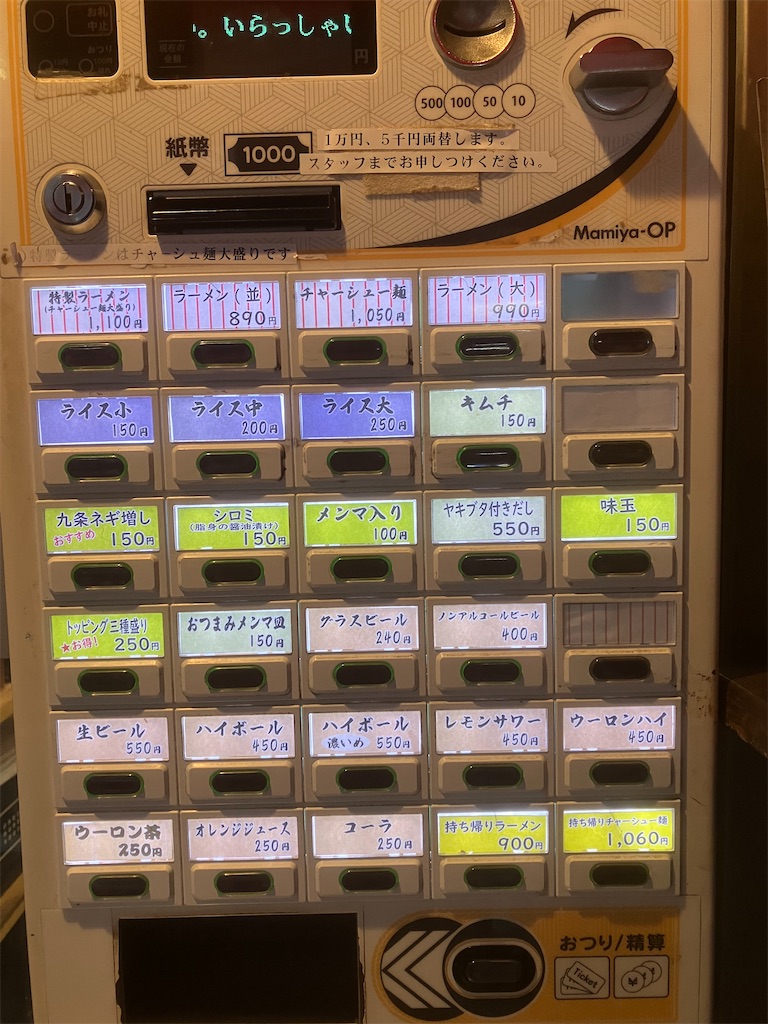 お札
中止
おつり
。いらっしゃい
円
500 100 50 10
紙幣
1000
1万円、5千円両替します。
スタッフまでお申しつけください。
Mamiya-OP
特製ラーメンはチャーシュ麺大盛りです
特製ラーメン
(チャーシュー麺大盛り)
1,100円
ラーメン(並)
890円
チャーシュー麺
1,050円
ラーメン(大)
990円
ライス小
150円
ライス中
200円
ライス大
250円
キムチ
150円
九条ネギ増し
おすすめ 150円
シロミ
(脂身の醤油漬け)
150円
メンマ入り
100円
ヤキブタ付きだし
550円
味玉
150円
トッピング三種盛り
★お得! 250円
おつまみメンマ皿
150円
グラスビール
240円
ノンアルコールビール
400円
生ビール
550円
ハイボール
450円
ハイボール
濃いめ 550円
レモンサワー
450円
ウーロンハイ
450円
ウーロン茶
250円
オレンジジュース
250円
コーラ
250円
持ち帰りラーメン
900円
持ち帰りチャーシュー麺
1,060円
おつり/精算
Ticket